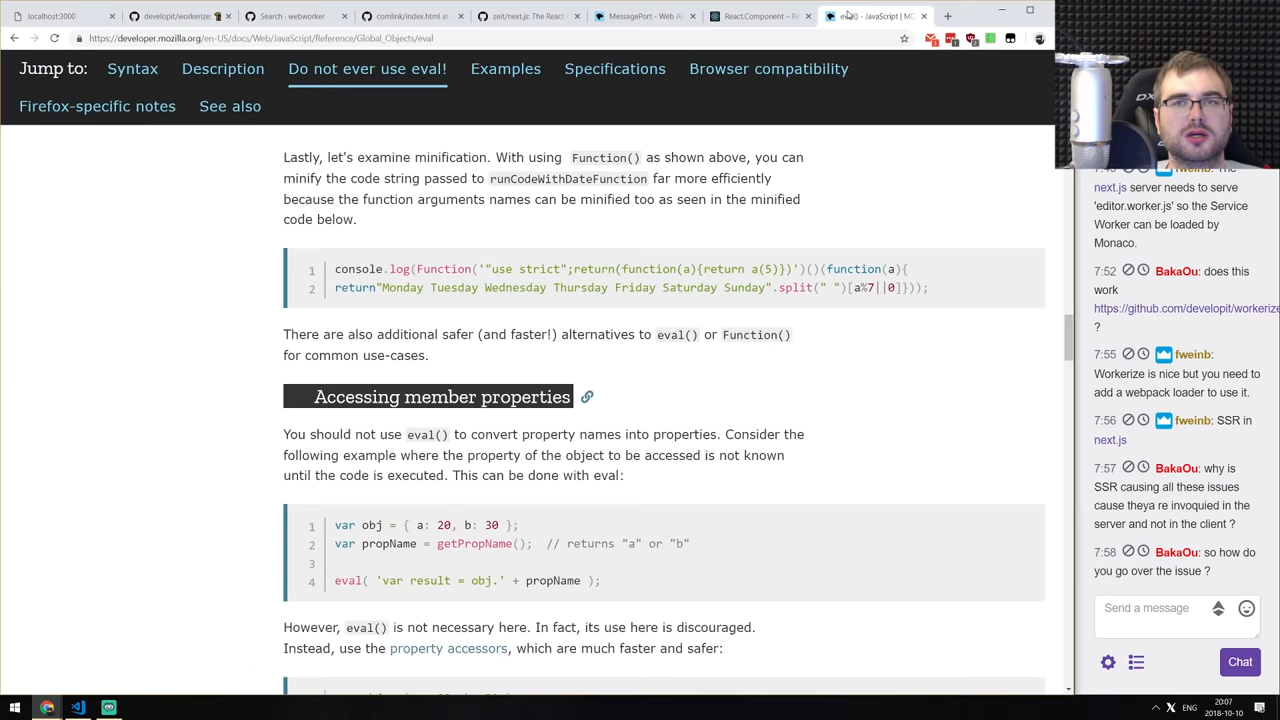 localhost:3000
developit/workerize:
Search · webworker
comlink/index.html at
zeit/next.js: The React
MessagePort - Web A
React.Component – Re
eval() - JavaScript | MD
https://developer.mozilla.org/en-US/docs/Web/JavaScript/Reference/Global_Objects/eval
Jump to: Syntax Description Do not ever use eval! Examples Specifications Browser compatibility
Firefox-specific notes See also
Lastly, let's examine minification. With using Function() as shown above, you can
minify the code string passed to runCodeWithDateFunction far more efficiently
because the function arguments names can be minified too as seen in the minified
code below.
1 console.log(Function('"use strict";return(function(a){return a(5)})')()(function(a){
2 return"Monday Tuesday Wednesday Thursday Friday Saturday Sunday".split(" ")[a%7||0]}));
There are also additional safer (and faster!) alternatives to eval() or Function()
for common use-cases.
Accessing member properties
You should not use eval() to convert property names into properties. Consider the
following example where the property of the object to be accessed is not known
until the code is executed. This can be done with eval:
1 var obj = { a: 20, b: 30 };
2 var propName = getPropName(); // returns "a" or "b"
3
4 eval( 'var result = obj.' + propName );
However, eval() is not necessary here. In fact, its use here is discouraged.
Instead, use the property accessors, which are much faster and safer:
fweinb: The
next.js server needs to serve
'editor.worker.js' so the Service
Worker can be loaded by
Monaco.
7:52 BakaOu: does this
work
https://github.com/developit/workerize
?
7:55 fweinb:
Workerize is nice but you need to
add a webpack loader to use it.
7:56 fweinb: SSR in
next.js
7:57 BakaOu: why is
SSR causing all these issues
cause theya re invoquied in the
server and not in the client ?
7:58 BakaOu: so how do
you go over the issue ?
Send a message
Chat
ENG
20:07
2018-10-10